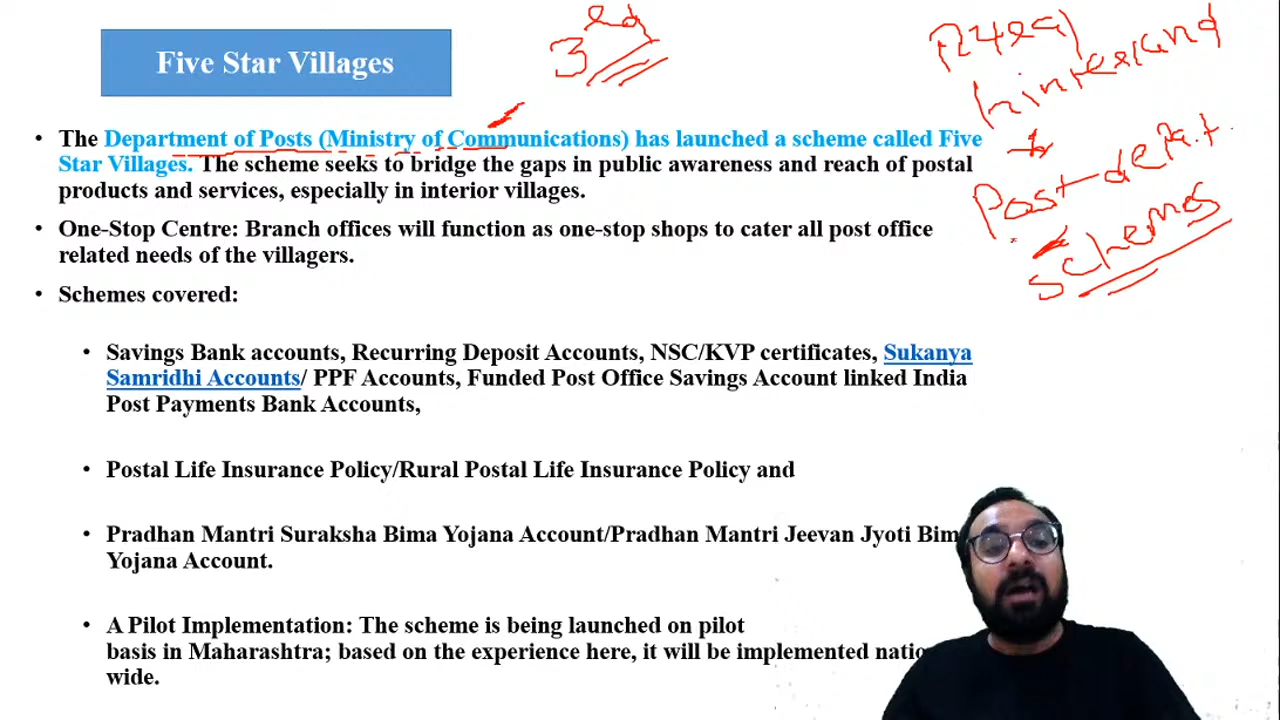 Five Star Villages
3rd
Rural
hinterland
Post-dept
schemes
• The Department of Posts (Ministry of Communications) has launched a scheme called Five
Star Villages. The scheme seeks to bridge the gaps in public awareness and reach of postal
products and services, especially in interior villages.
• One-Stop Centre: Branch offices will function as one-stop shops to cater all post office
related needs of the villagers.
• Schemes covered:
• Savings Bank accounts, Recurring Deposit Accounts, NSC/KVP certificates, Sukanya
Samridhi Accounts/ PPF Accounts, Funded Post Office Savings Account linked India
Post Payments Bank Accounts,
• Postal Life Insurance Policy/Rural Postal Life Insurance Policy and
• Pradhan Mantri Suraksha Bima Yojana Account/Pradhan Mantri Jeevan Jyoti Bim
Yojana Account.
• A Pilot Implementation: The scheme is being launched on pilot
basis in Maharashtra; based on the experience here, it will be implemented natio
wide.